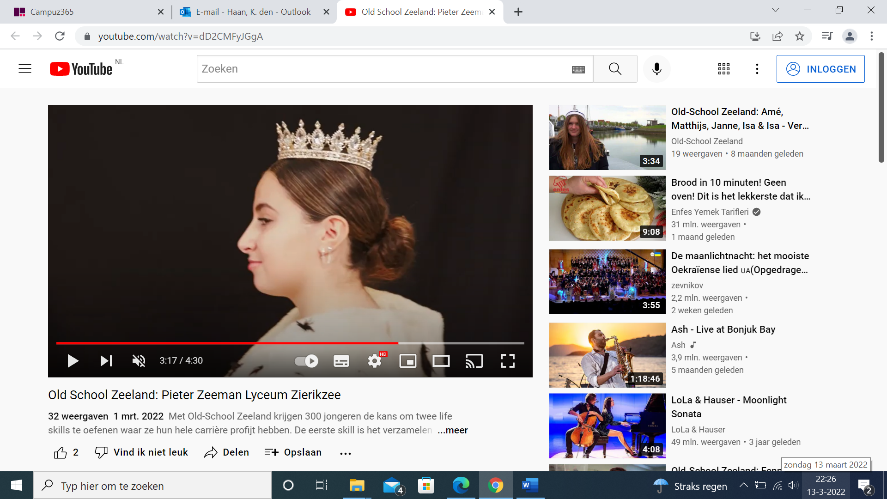 Campuz365
E-mail - Haan, K. den - Outlook
Old School Zeeland: Pieter Zeem
youtube.com/watch?v=dD2CMFyJGgA
YouTube NL
Zoeken
INLOGGEN
HD
3:17 / 4:30
Old School Zeeland: Pieter Zeeman Lyceum Zierikzee
32 weergaven 1 mrt. 2022 Met Old-School Zeeland krijgen 300 jongeren de kans om twee life
skills te oefenen waar ze hun hele carrière profijt hebben. De eerste skill is het verzamelen ...meer
2 Vind ik niet leuk Delen Opslaan
Old-School Zeeland: Amé,
Matthijs, Janne, Isa & Isa - Ver...
Old-School Zeeland
19 weergaven • 8 maanden geleden
3:34
Brood in 10 minuten! Geen
oven! Dit is het lekkerste dat ik...
Enfes Yemek Tarifleri
31 mln. weergaven •
1 maand geleden
9:08
De maanlichtnacht: het mooiste
Oekraïense lied UA(Opgedrage...
zevnikov
2,2 mln. weergaven •
2 weken geleden
3:55
Ash - Live at Bonjuk Bay
Ash
3,9 mln. weergaven •
5 maanden geleden
1:18:46
LoLa & Hauser - Moonlight
Sonata
LoLa & Hauser
49 mln. weergaven • 3 jaar geleden
4:08
zondag 13 maart 2022
Typ hier om te zoeken
4
Straks regen
22:26
13-3-2022
2